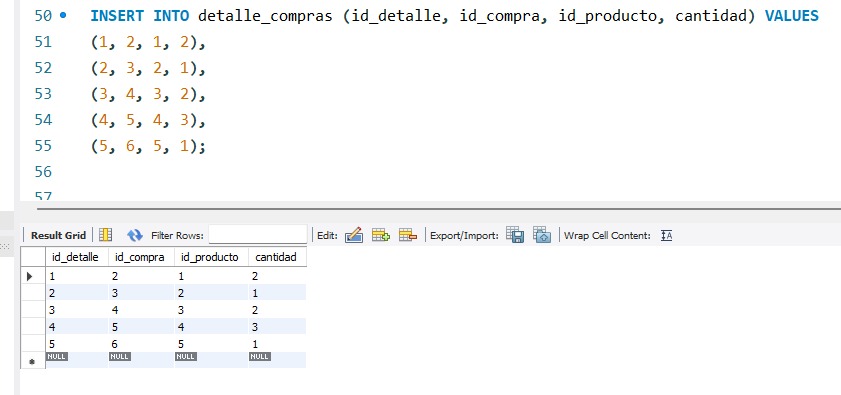 50 INSERT INTO detalle_compras (id_detalle, id_compra, id_producto, cantidad) VALUES
51 (1, 2, 1, 2),
52 (2, 3, 2, 1),
53 (3, 4, 3, 2),
54 (4, 5, 4, 3),
55 (5, 6, 5, 1);
56
57
Result Grid Filter Rows: Edit: Export/Import: Wrap Cell Content:
id_detalle id_compra id_producto cantidad
1 2 1 2
2 3 2 1
3 4 3 2
4 5 4 3
5 6 5 1
NULL NULL NULL NULL